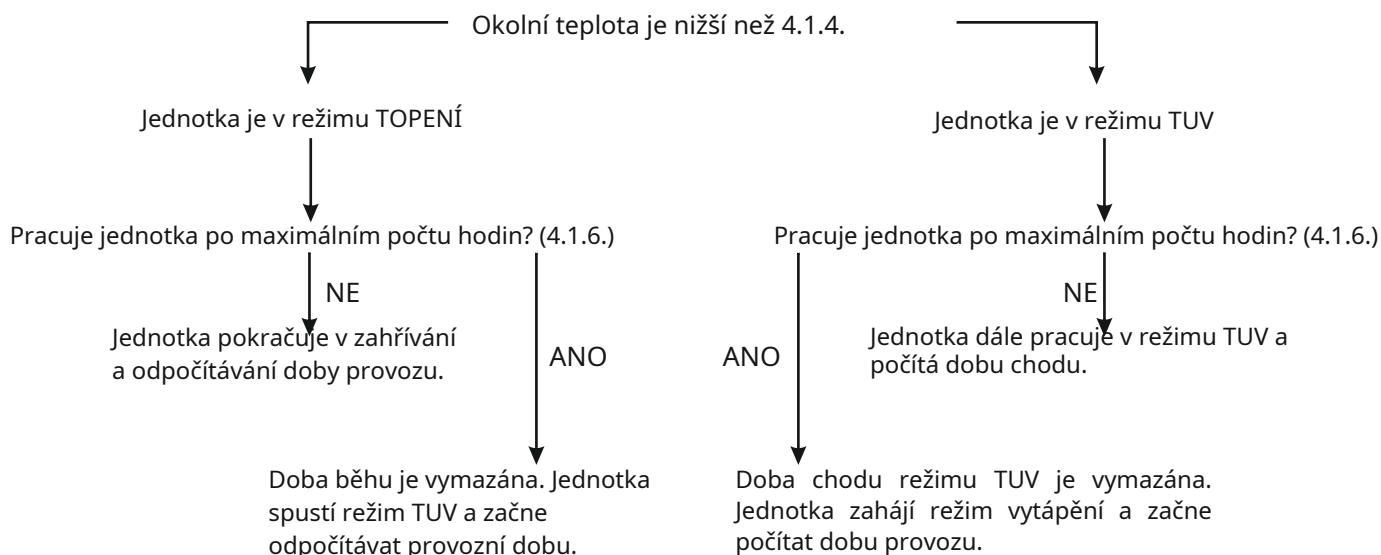 Okolní teplota je nižší než 4.1.4.
Jednotka je v režimu TOPENÍ
Jednotka je v režimu TUV
Pracuje jednotka po maximálním počtu hodin? (4.1.6.)
Pracuje jednotka po maximálním počtu hodin? (4.1.6.)
NE
NE
Jednotka pokračuje v zahřívání
a odpočítávání doby provozu.
Jednotka dále pracuje v režimu TUV a
počítá dobu chodu.
ANO
ANO
Doba běhu je vymazána. Jednotka
spustí režim TUV a začne
odpočítávat provozní dobu.
Doba chodu režimu TUV je vymazána.
Jednotka zahájí režim vytápění a začne
počítat dobu provozu.